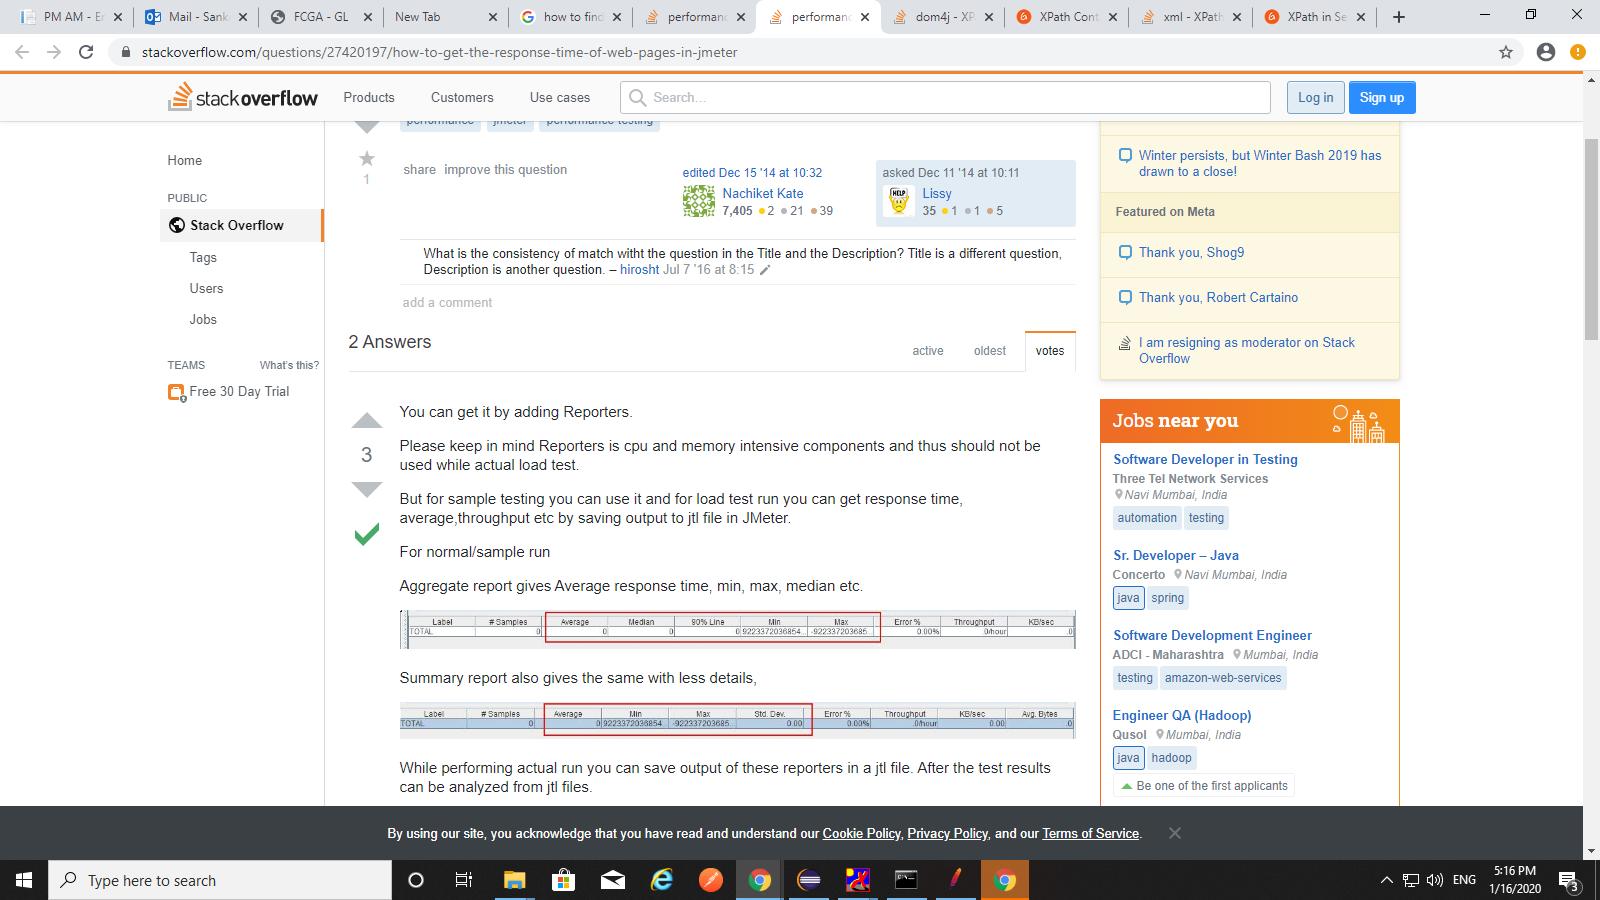 PM AM - Er
Mail - Sank
FCGA - GL
New Tab
how to find
performanc
performanc
dom4j - XP
XPath Cont
xml - XPath
XPath in Se
stackoverflow.com/questions/27420197/how-to-get-the-response-time-of-web-pages-in-jmeter
stack overflow
Products
Customers
Use cases
Search...
Log in
Sign up
performance jmeter performance-testing
Home
PUBLIC
Stack Overflow
Tags
Users
Jobs
TEAMS What's this?
Free 30 Day Trial
1
share improve this question
edited Dec 15 '14 at 10:32
Nachiket Kate
7,405 ●2 ●21 ●39
asked Dec 11 '14 at 10:11
HELP
Lissy
35 ●1 ●1 ●5
What is the consistency of match witht the question in the Title and the Description? Title is a different question,
Description is another question. – hirosht Jul 7 '16 at 8:15
add a comment
2 Answers
active oldest votes
3
You can get it by adding Reporters.
Please keep in mind Reporters is cpu and memory intensive components and thus should not be
used while actual load test.
But for sample testing you can use it and for load test run you can get response time,
average,throughput etc by saving output to jtl file in JMeter.
For normal/sample run
Aggregate report gives Average response time, min, max, median etc.
Label # Samples Average Median 90% Line Min Max Error % Throughput KB/sec
TOTAL 0 0 0 0 9223372036854... -922337203685... 0.00% .0/hour .0
Summary report also gives the same with less details,
Label # Samples Average Min Max Std. Dev. Error % Throughput KB/sec Avg. Bytes
TOTAL 0 0 9223372036854... -922337203685... 0.00 0.00% .0/hour 0.00 .0
While performing actual run you can save output of these reporters in a jtl file. After the test results
can be analyzed from jtl files.
Winter persists, but Winter Bash 2019 has
drawn to a close!
Featured on Meta
Thank you, Shog9
Thank you, Robert Cartaino
I am resigning as moderator on Stack
Overflow
Jobs near you
Software Developer in Testing
Three Tel Network Services
Navi Mumbai, India
automation testing
Sr. Developer – Java
Concerto Navi Mumbai, India
java spring
Software Development Engineer
ADCI - Maharashtra Mumbai, India
testing amazon-web-services
Engineer QA (Hadoop)
Qusol Mumbai, India
java hadoop
Be one of the first applicants
By using our site, you acknowledge that you have read and understand our Cookie Policy, Privacy Policy, and our Terms of Service.
Type here to search
ENG
5:16 PM
1/16/2020
3